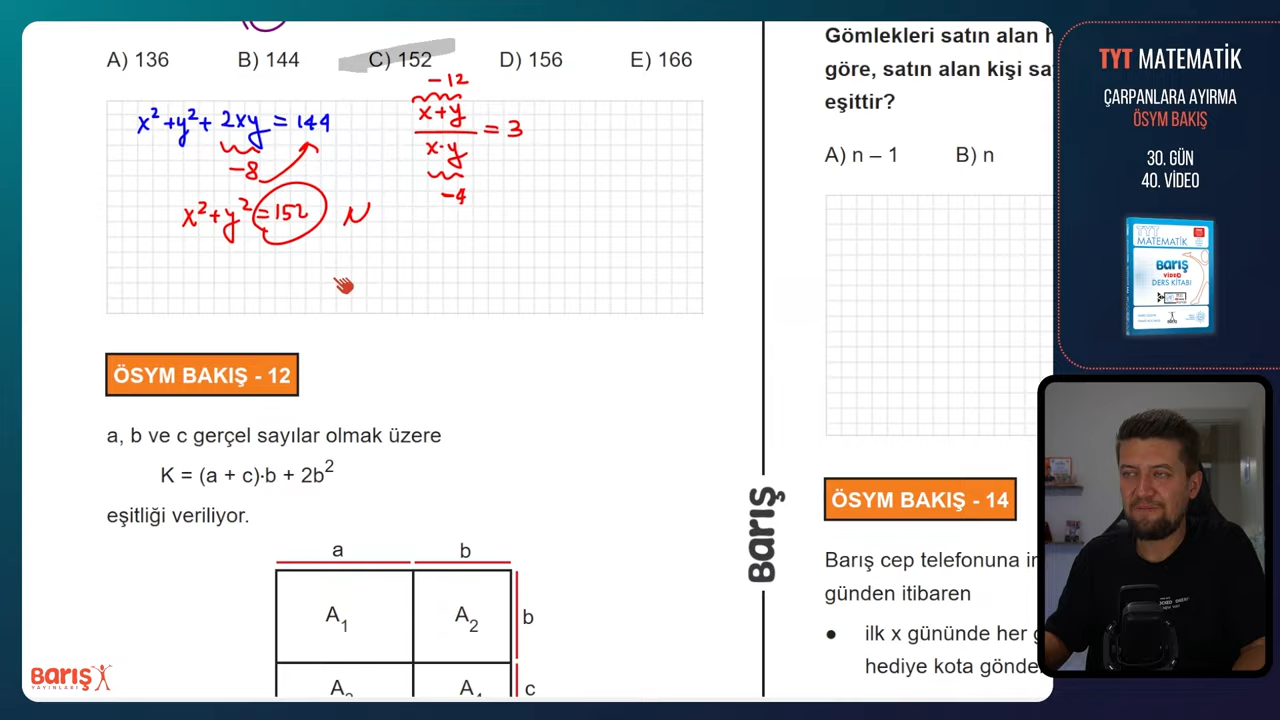 A) 136 B) 144 C) 152 D) 156 E) 166
x² + y² + 2xy = 144
-8
x² + y² = 152
-12
x+y
x·y
= 3
-4
ÖSYM BAKIŞ - 12
a, b ve c gerçel sayılar olmak üzere
K = (a + c)·b + 2b²
eşitliği veriliyor.
a b
A₁ A₂ b
c
Barış
Gömlekleri satın alan
göre, satın alan kişi sa
eşittir?
A) n – 1 B) n
ÖSYM BAKIŞ - 14
Barış cep telefonuna
günden itibaren
● ilk x gününde her
hediye kota gönde
TYT MATEMATİK
ÇARPANLARA AYIRMA
ÖSYM BAKIŞ
30. GÜN
40. VİDEO
TYT
MATEMATİK
Barış
VİDEO
DERS KİTABI
Barış
YAYINLARI